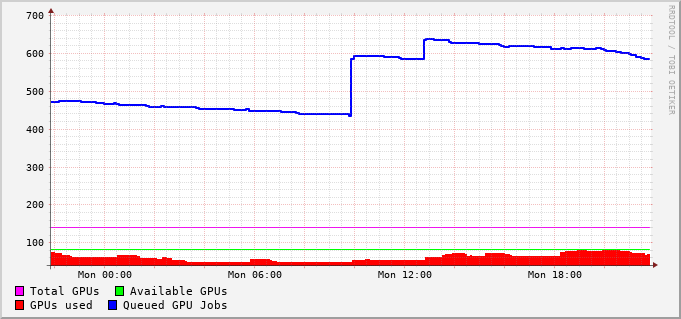 700
600
500
400
300
200
100
Mon 00:00 Mon 06:00 Mon 12:00 Mon 18:00
Total GPUs Available GPUs
GPUs used Queued GPU Jobs
RRDTOOL / TOBI OETIKER